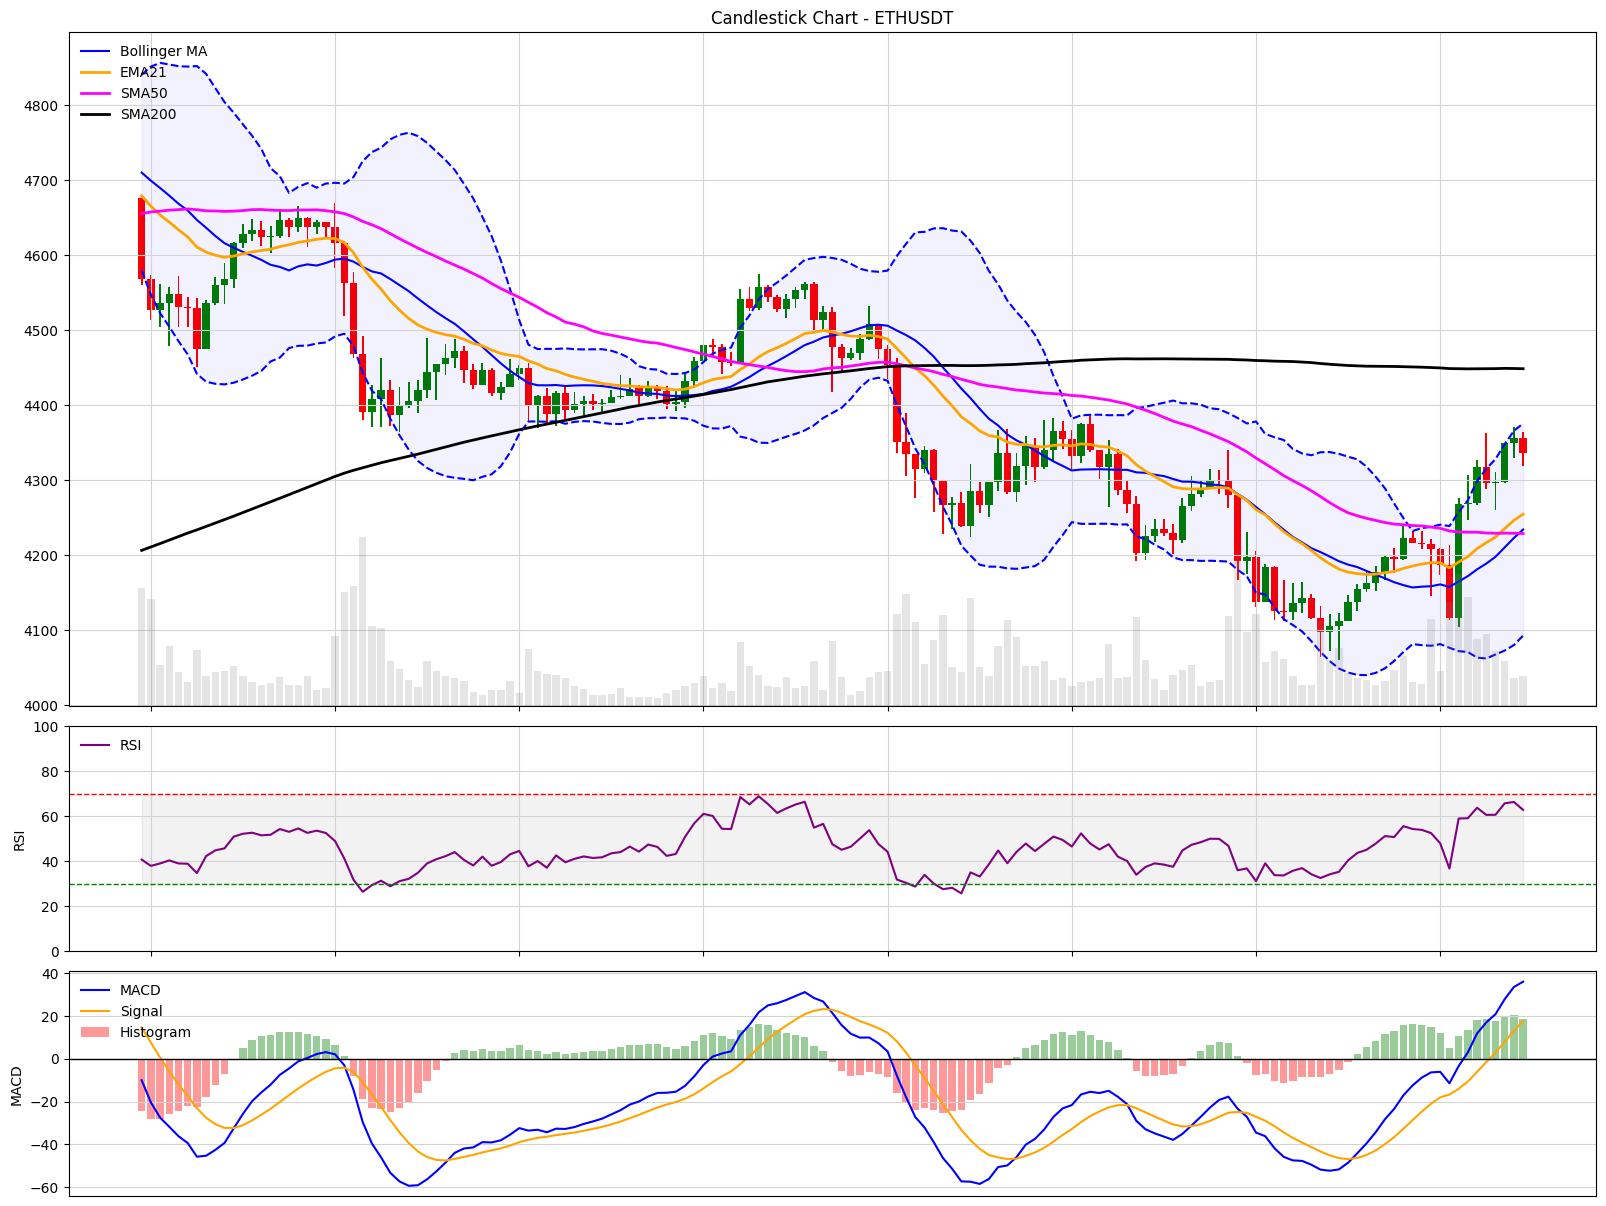 Candlestick Chart - ETHUSDT
Bollinger MA
EMA21
SMA50
SMA200
4800
4700
4600
4500
4400
4300
4200
4100
4000
RSI
100
80
60
40
20
0
RSI
MACD
Signal
Histogram
40
20
0
−20
−40
−60
MACD